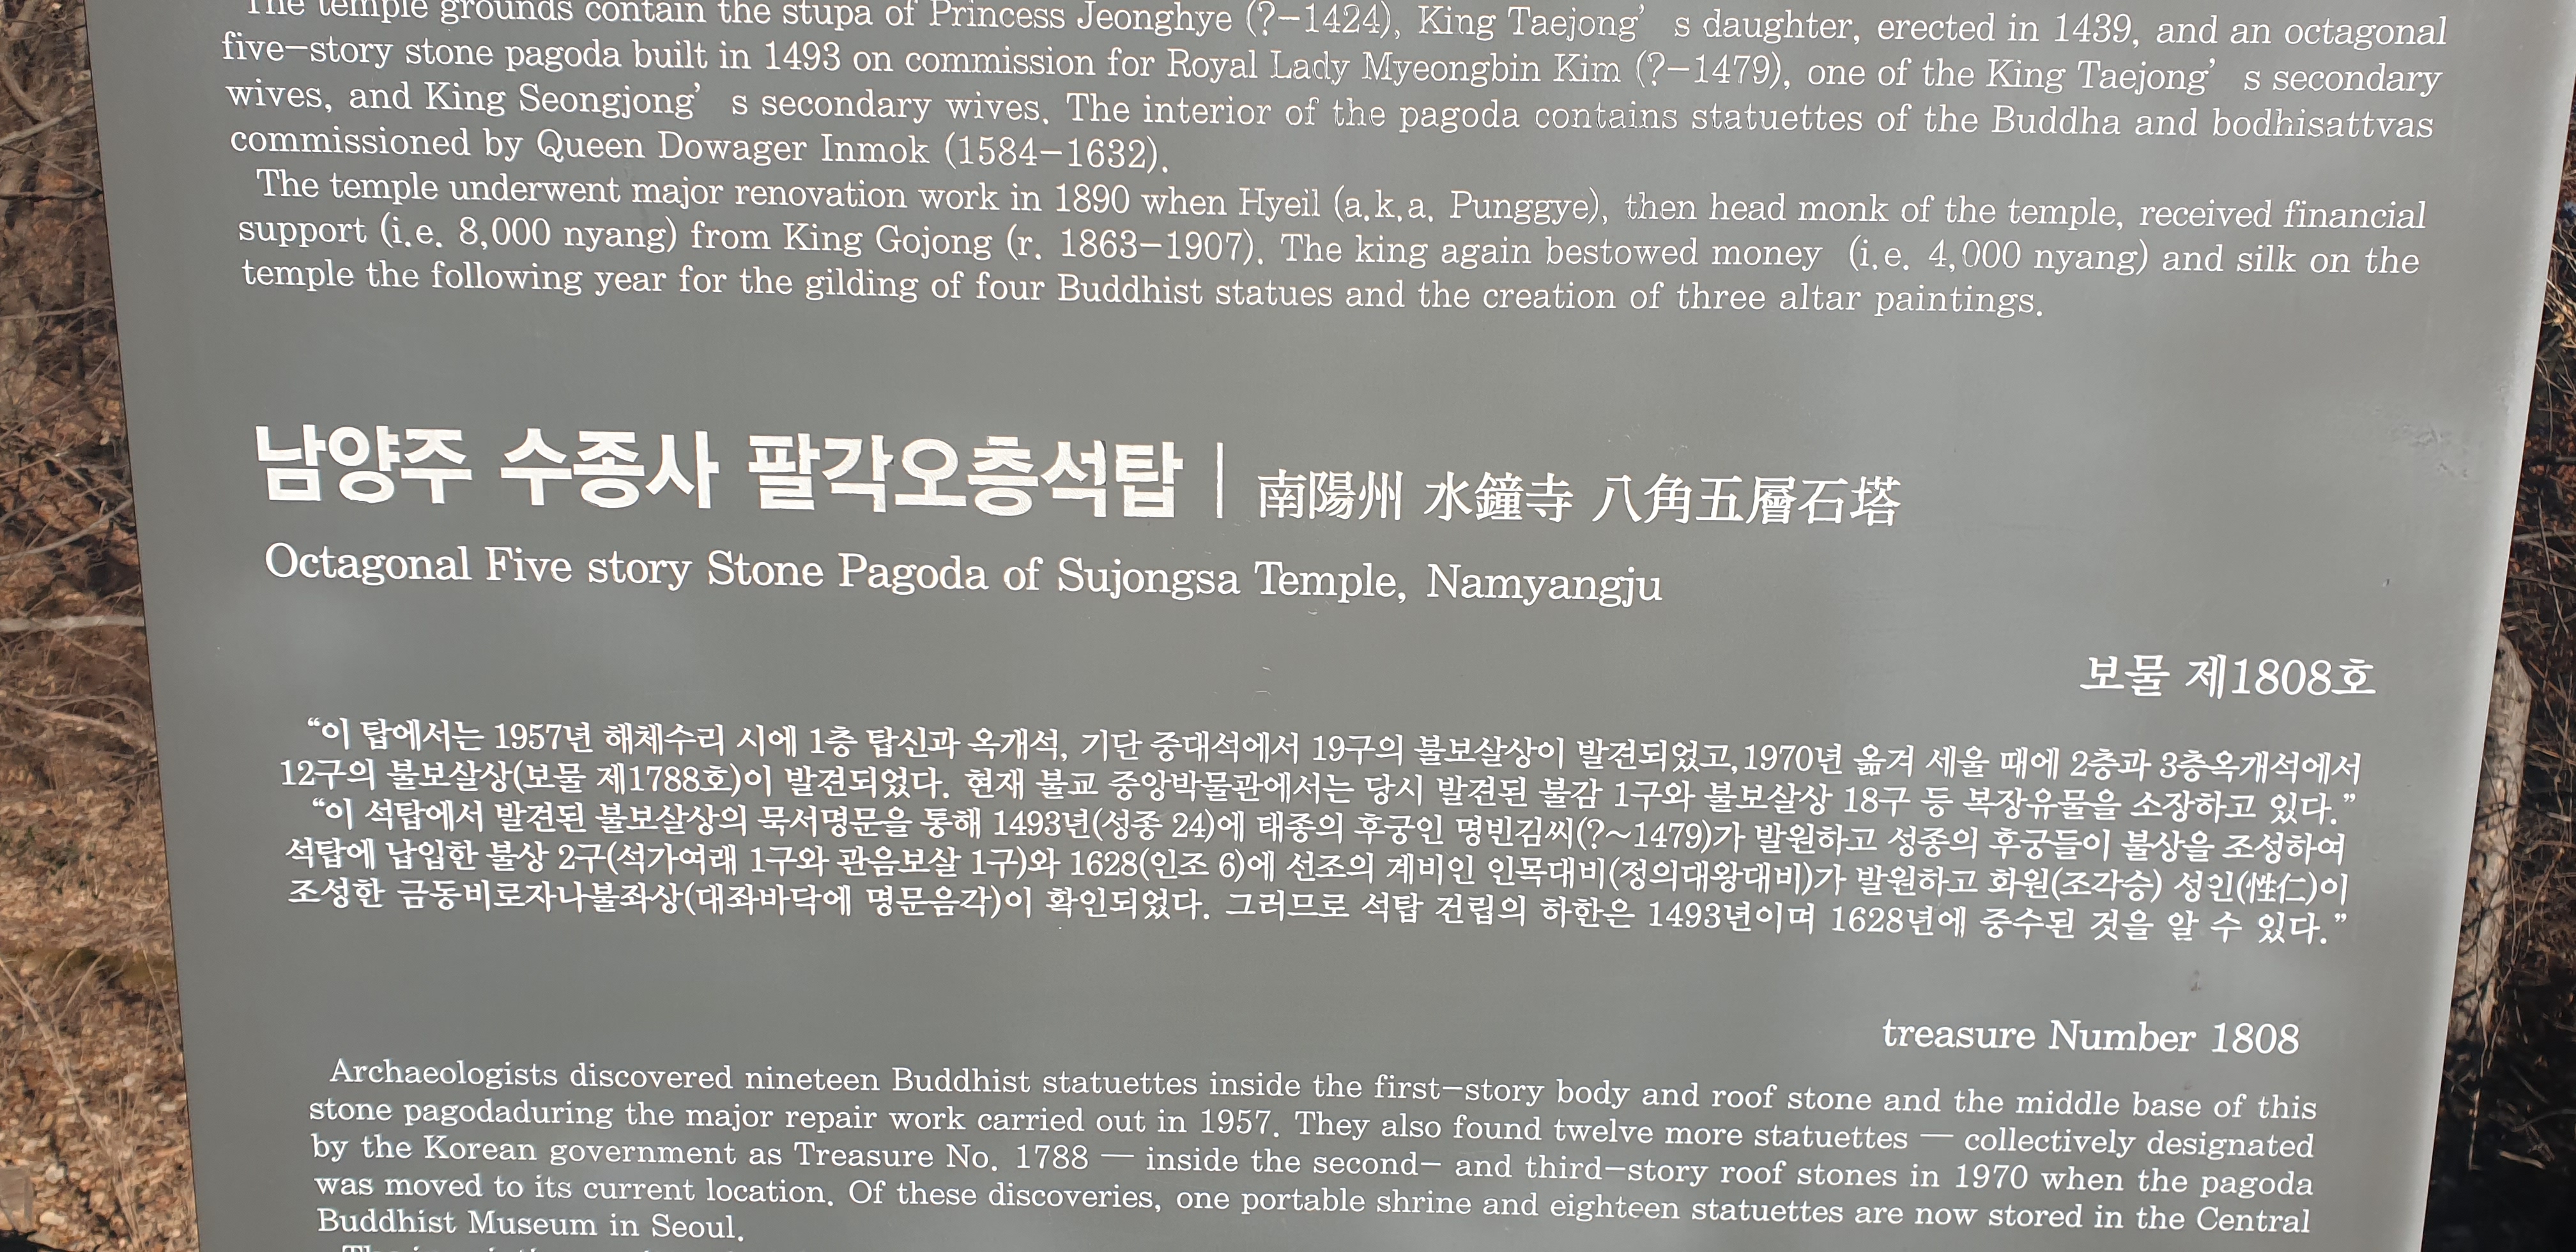 The temple grounds contain the stupa of Princess Jeonghye (?-1424), King Taejong' s daughter, erected in 1439, and an octagonal
five-story stone pagoda built in 1493 on commission for Royal Lady Myeongbin Kim (?-1479), one of the King Taejong' s secondary
wives, and King Seongjong' s secondary wives. The interior of the pagoda contains statuettes of the Buddha and bodhisattvas
commissioned by Queen Dowager Inmok (1584-1632).
The temple underwent major renovation work in 1890 when Hyeil (a.k.a. Punggye), then head monk of the temple, received financial
support (i.e. 8,000 nyang) from King Gojong (r. 1863-1907). The king again bestowed money (i.e. 4,000 nyang) and silk on the
temple the following year for the gilding of four Buddhist statues and the creation of three altar paintings.
남양주 수종사 팔각오층석탑 | 南陽州 水鐘寺 八角五層石塔
Octagonal Five story Stone Pagoda of Sujongsa Temple, Namyangju
보물 제1808호
“이 탑에서는 1957년 해체수리 시에 1층 탑신과 옥개석, 기단 중대석에서 19구의 불보살상이 발견되었고,1970년 옮겨 세울 때에 2층과 3층옥개석에서
12구의 불보살상(보물 제1788호)이 발견되었다. 현재 불교 중앙박물관에서는 당시 발견된 불감 1구와 불보살상 18구 등 복장유물을 소장하고 있다.”
“이 석탑에서 발견된 불보살상의 묵서명문을 통해 1493년(성종 24)에 태종의 후궁인 명빈김씨(?~1479)가 발원하고 성종의 후궁들이 불상을 조성하여
석탑에 납입한 불상 2구(석가여래 1구와 관음보살 1구)와 1628(인조 6)에 선조의 계비인 인목대비(정의대왕대비)가 발원하고 화원(조각승) 성인(性仁)이
조성한 금동비로자나불좌상(대좌바닥에 명문음각)이 확인되었다. 그러므로 석탑 건립의 하한은 1493년이며 1628년에 중수된 것을 알 수 있다.”
treasure Number 1808
Archaeologists discovered nineteen Buddhist statuettes inside the first-story body and roof stone and the middle base of this
stone pagodaduring the major repair work carried out in 1957. They also found twelve more statuettes — collectively designated
by the Korean government as Treasure No. 1788 — inside the second- and third-story roof stones in 1970 when the pagoda
was moved to its current location. Of these discoveries, one portable shrine and eighteen statuettes are now stored in the Central
Buddhist Museum in Seoul.